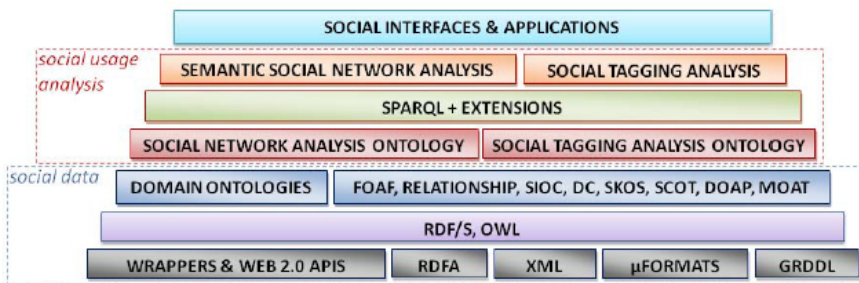 SOCIAL INTERFACES & APPLICATIONS
social usage
analysis
SEMANTIC SOCIAL NETWORK ANALYSIS
SOCIAL TAGGING ANALYSIS
SPARQL + EXTENSIONS
SOCIAL NETWORK ANALYSIS ONTOLOGY
SOCIAL TAGGING ANALYSIS ONTOLOGY
social data
DOMAIN ONTOLOGIES
FOAF, RELATIONSHIP, SIOC, DC, SKOS, SCOT, DOAP, MOAT
RDF/S, OWL
WRAPPERS & WEB 2.0 APIS
RDFA
XML
μFORMATS
GRDDL